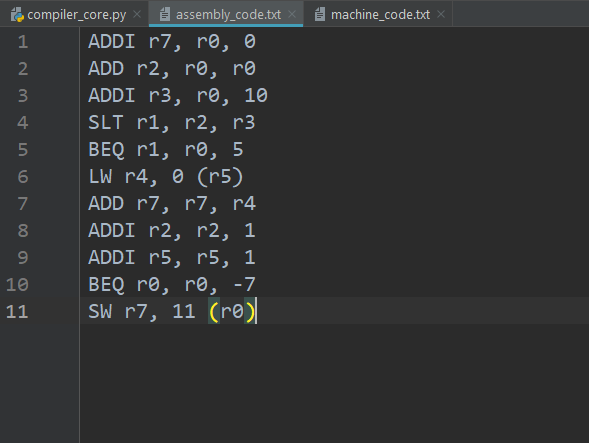 compiler_core.py assembly_code.txt machine_code.txt
1 ADDI r7, r0, 0
2 ADD r2, r0, r0
3 ADDI r3, r0, 10
4 SLT r1, r2, r3
5 BEQ r1, r0, 5
6 LW r4, 0 (r5)
7 ADD r7, r7, r4
8 ADDI r2, r2, 1
9 ADDI r5, r5, 1
10 BEQ r0, r0, -7
11 SW r7, 11 (r0)